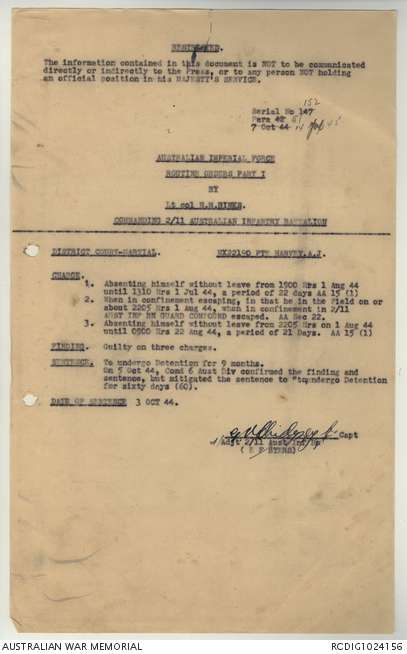 RESTRICTED.
The information contained in this document is NOT to be communicated
directly or indirectly to the Press, or to any person NOT holding
an official position in his MAJESTY'S SERVICE.
152
Serial No 147
Para 42 51
7 Oct 44
AUSTRALIAN IMPERIAL FORCE
ROUTINE ORDERS PART I
BY
Lt Col H.H.BINKS.
COMMANDING 2/11 AUSTRALIAN INFANTRY BATTALION
DISTRICT COURT-MARTIAL. PTE HARVEY.A.J.
CHARGE.
1. Absenting himself without leave from 1900 Hrs 1 Aug 44
until 1310 Hrs 1 Jul 44, a period of 22 days AA 15 (1)
2. When in confinement escaping, in that he in the Field on or
about 2205 Hrs 1 Aug 44, when in confinement in 2/11
AUST INF BN GUARD COMPOUND escaped. AA Sec 22.
3. Absenting himself without leave from 2205 Hrs on 1 Aug 44
until 0900 Hrs 22 Aug 44, a period of 21 Days. AA 15 (1)
FINDING. Guilty on three charges.
SENTENCE. To undergo Detention for 9 months.
On 5 Oct 44, Comd 6 Aust Div confirmed the finding and
sentence, but mitigated the sentence to "toundergo Detention
for sixty days (60).
DATE OF SENTENCE 3 OCT 44.
Capt
A/Adjt 2/11 Aust Inf Bn
BYERS)
AUSTRALIAN WAR MEMORIAL
RCDIG1024156